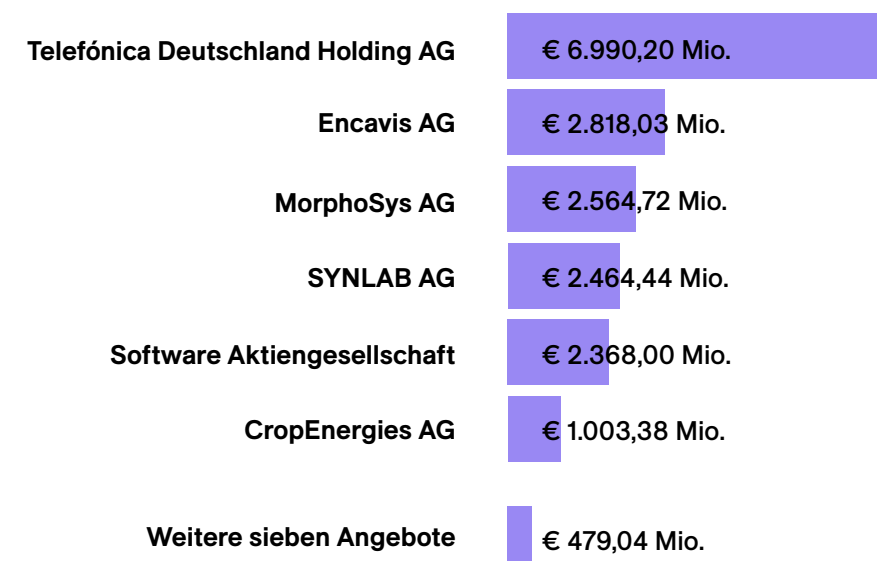 Telefónica Deutschland Holding AG € 6.990,20 Mio.
Encavis AG € 2.818,03 Mio.
MorphoSys AG € 2.564,72 Mio.
SYNLAB AG € 2.464,44 Mio.
Software Aktiengesellschaft € 2.368,00 Mio.
CropEnergies AG € 1.003,38 Mio.
Weitere sieben Angebote € 479,04 Mio.